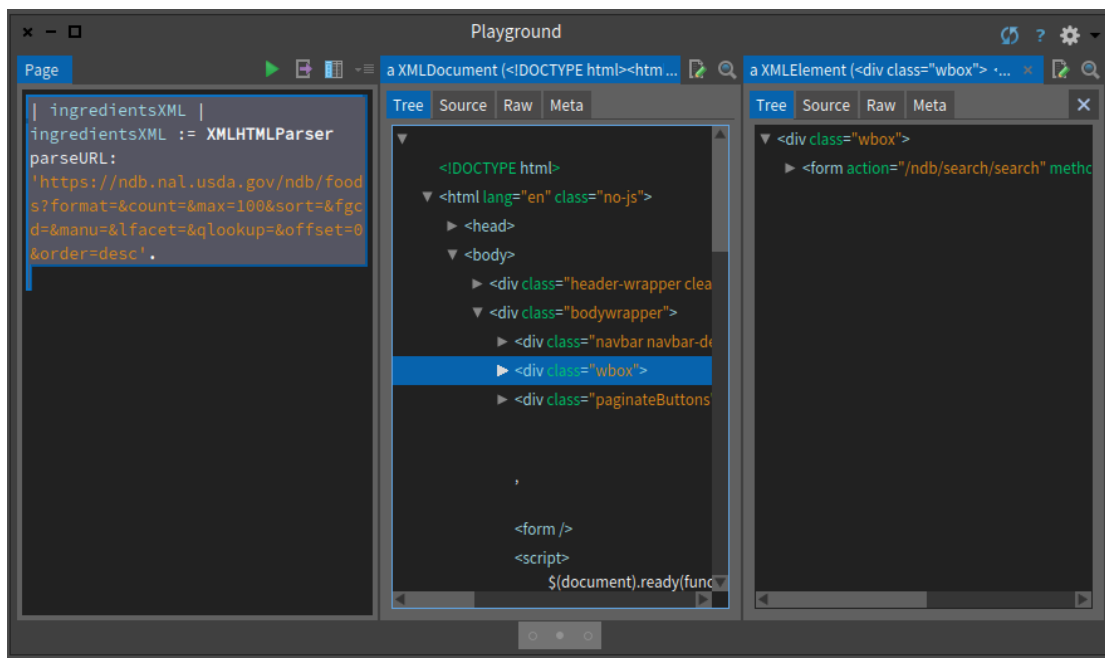 Playground
?
Page
a XMLDocument (<!DOCTYPE html><htm...
a XMLElement (<div class="wbox"> ·...
Tree Source Raw Meta
Tree Source Raw Meta
| ingredientsXML |
ingredientsXML := XMLHTMLParser
parseURL:
'https://ndb.nal.usda.gov/ndb/food
s?format=&count=&max=100&sort=&fgc
d=&manu=&lfacet=&qlookup=&offset=0
&order=desc'.
<!DOCTYPE html>
<html lang="en" class="no-js">
<head>
<body>
<div class="header-wrapper clea
<div class="bodywrapper">
<div class="navbar navbar-de
<div class="wbox">
<div class="paginateButtons"
,
<form />
<script>
$(document).ready(func
<div class="wbox">
<form action="/ndb/search/search" methc